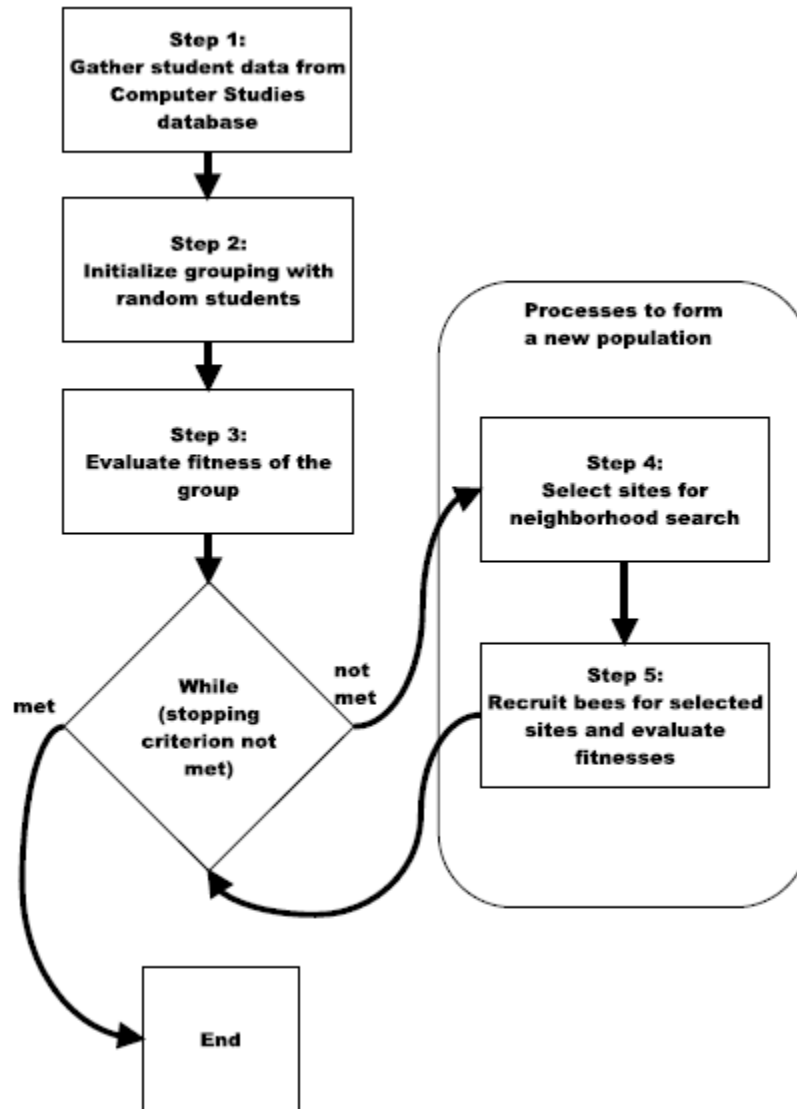 Step 1:
Gather student data from
Computer Studies
database
Step 2:
Initialize grouping with
random students
Step 3:
Evaluate fitness of the
group
Processes to form
a new population
Step 4:
Select sites for
neighborhood search
Step 5:
Recruit bees for selected
sites and evaluate
fitnesses
not
met
met
While
(stopping
criterion not
met)
End